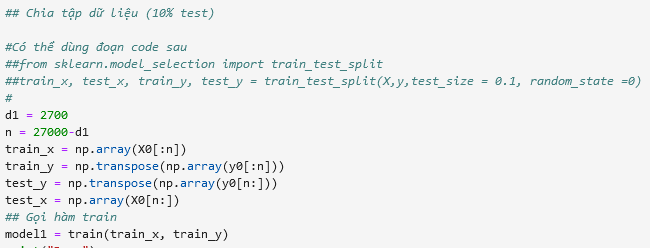 ## Chia tập dữ liệu (10% test)
#Có thể dùng đoạn code sau
##from sklearn.model_selection import train_test_split
##train_x, test_x, train_y, test_y = train_test_split(X,y,test_size = 0.1, random_state =0)
#
d1 = 2700
n = 27000-d1
train_x = np.array(X0[:n])
train_y = np.transpose(np.array(y0[:n]))
test_y = np.transpose(np.array(y0[n:]))
test_x = np.array(X0[n:])
## Gọi hàm train
model1 = train(train_x, train_y)